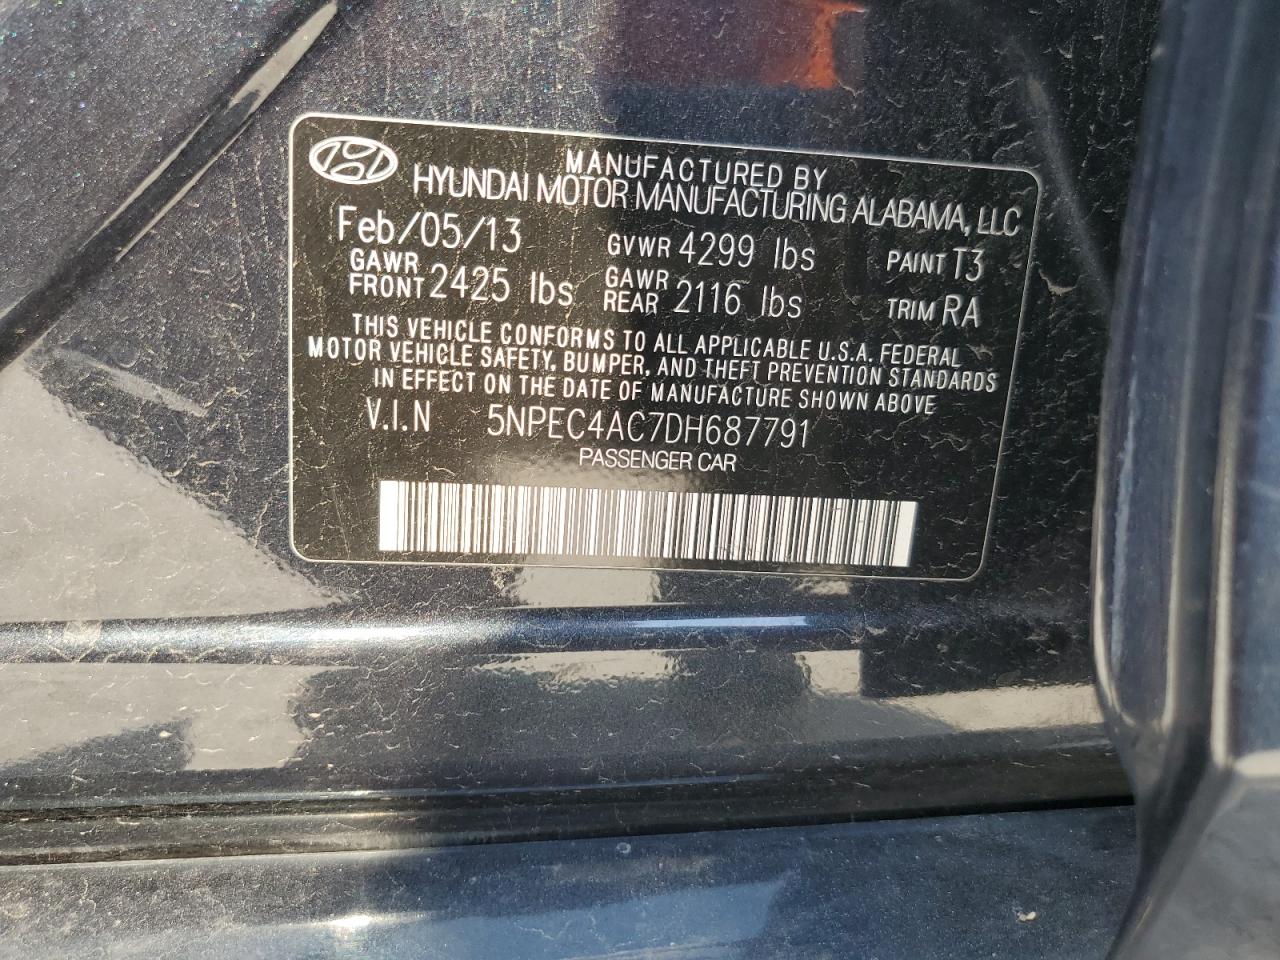 MANUFACTURED BY
HYUNDAI MOTOR MANUFACTURING ALABAMA, LLC
Feb/05/13 GVWR 4299 lbs PAINT T3
GAWR FRONT 2425 lbs GAWR REAR 2116 lbs TRIM RA
THIS VEHICLE CONFORMS TO ALL APPLICABLE U.S.A. FEDERAL
MOTOR VEHICLE SAFETY, BUMPER, AND THEFT PREVENTION STANDARDS
IN EFFECT ON THE DATE OF MANUFACTURE SHOWN ABOVE
V.I.N 5NPEC4AC7DH687791
PASSENGER CAR